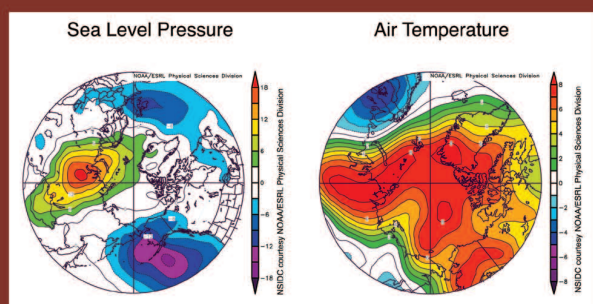 Sea Level Pressure
Air Temperature
NOAA/ESRL Physical Sciences Division
NOAA/ESRL Physical Sciences Division
18
12
6
0
-6
-12
-18
NSIDC courtesy NOAA/ESRL Physical Sciences Division
8
6
4
2
0
-2
-4
-6
-8
NSIDC courtesy NOAA/ESRL Physical Sciences Division